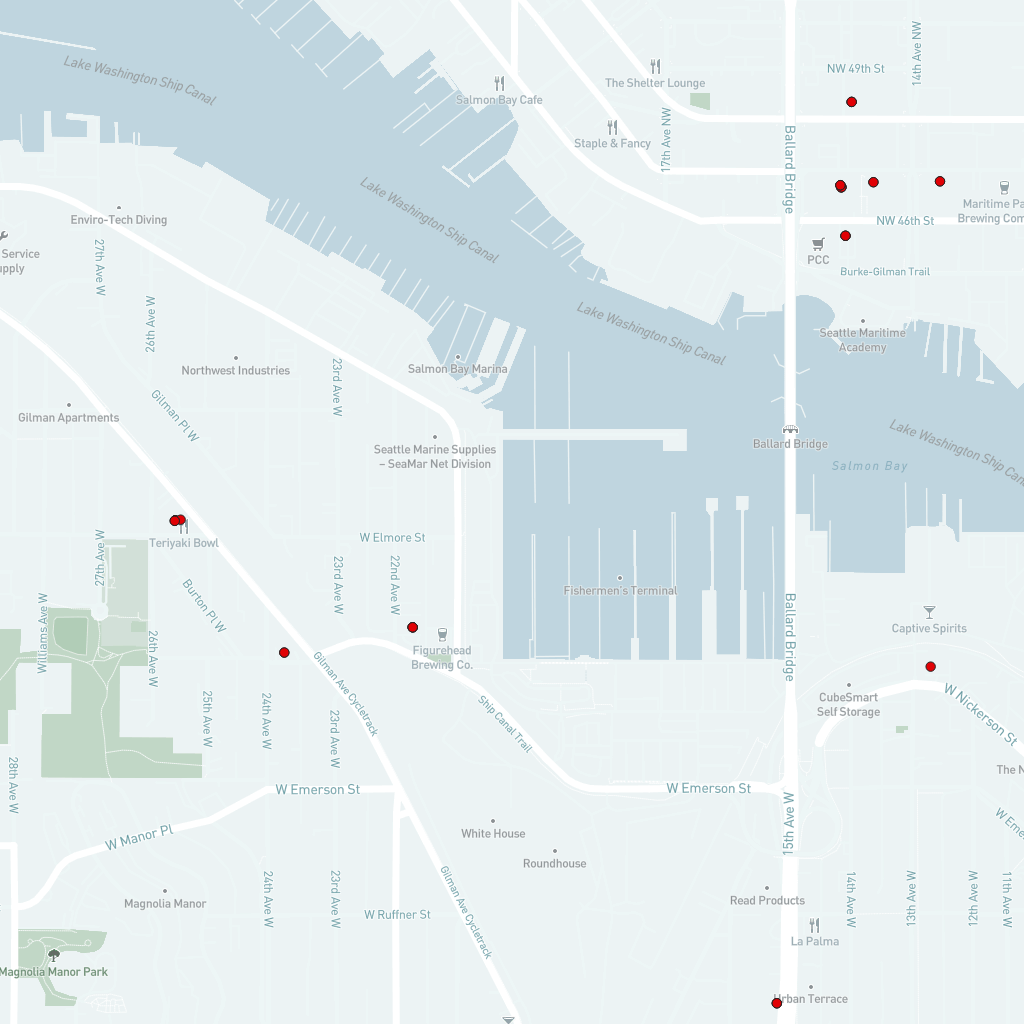 14th Ave NW
Lake Washington Ship Canal
NW 49th St
The Shelter Lounge
Salmon Bay Cafe
17th Ave NW
Staple & Fancy
Ballard Bridge
Lake Washington Ship Canal
Maritime Pa
Brewing Com
Enviro-Tech Diving
NW 46th St
27th Ave W
Service
pply
PCC
Burke-Gilman Trail
26th Ave W
Lake Washington Ship Canal
Seattle Maritime
Academy
Northwest Industries
Salmon Bay Marina
23rd Ave W
Gilman Pl W
Gilman Apartments
Lake Washington Ship Can
Ballard Bridge
Seattle Marine Supplies
– SeaMar Net Division
Salmon Bay
W Elmore St
Teriyaki Bowl
27th Ave W
23rd Ave W
22nd Ave W
Fishermen's Terminal
Burton Pl W
Williams Ave W
Ballard Bridge
Captive Spirits
26th Ave W
Figurehead
Brewing Co.
Gilman Ave Cycletrack
25th Ave W
24th Ave W
23rd Ave W
Ship Canal Trail
CubeSmart
Self Storage
W Nickerson St
28th Ave W
The N
W Emerson St
W Emerson St
W Eme
15th Ave W
W Manor Pl
White House
Roundhouse
Magnolia Manor
24th Ave W
23rd Ave W
W Ruffner St
Gilman Ave Cycletrack
Read Products
14th Ave W
13th Ave W
12th Ave W
11th Ave W
La Palma
Magnolia Manor Park
Urban Terrace